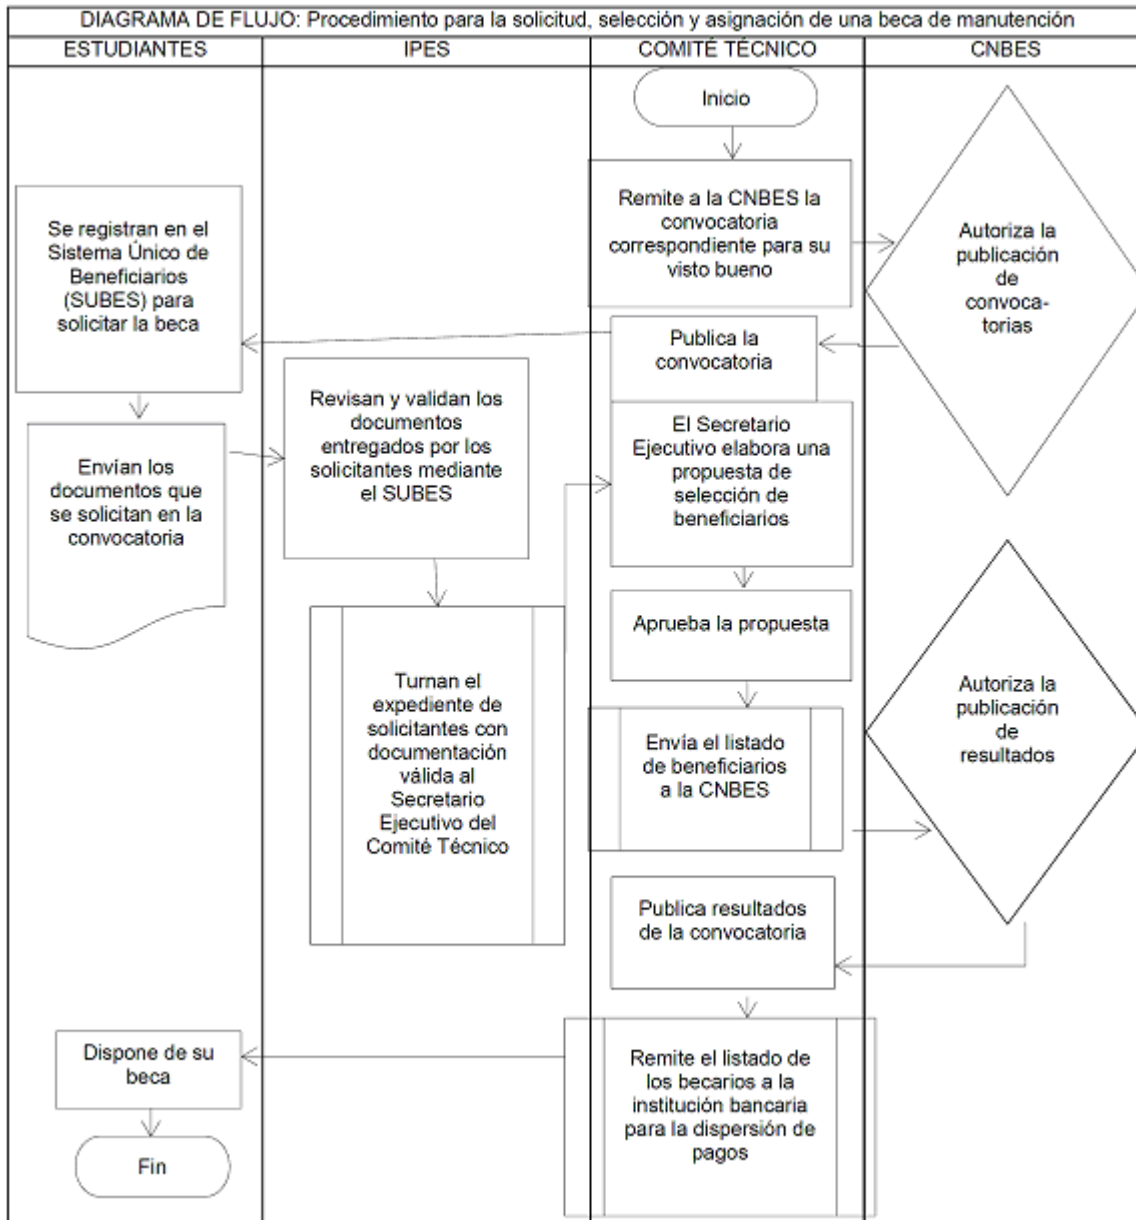 DIAGRAMA DE FLUJO: Procedimiento para la solicitud, selección y asignación de una beca de manutención
ESTUDIANTES
IPES
COMITÉ TÉCNICO
CNBES
Inicio
Remite a la CNBES la
convocatoria
correspondiente para su
visto bueno
Autoriza la
publicación
de
convoca-
torias
Publica la
convocatoria
Se registran en el
Sistema Único de
Beneficiarios
(SUBES) para
solicitar la beca
Envían los
documentos que
se solicitan en la
convocatoria
Revisan y validan los
documentos
entregados por los
solicitantes mediante
el SUBES
Turnan el
expediente de
solicitantes con
documentación
válida al
Secretario
Ejecutivo del
Comité Técnico
El Secretario
Ejecutivo elabora una
propuesta de
selección de
beneficiarios
Aprueba la propuesta
Envía el listado
de beneficiarios
a la CNBES
Autoriza la
publicación
de
resultados
Publica resultados
de la convocatoria
Remite el listado de
los becarios a la
institución bancaria
para la dispersión de
pagos
Dispone de su
beca
Fin